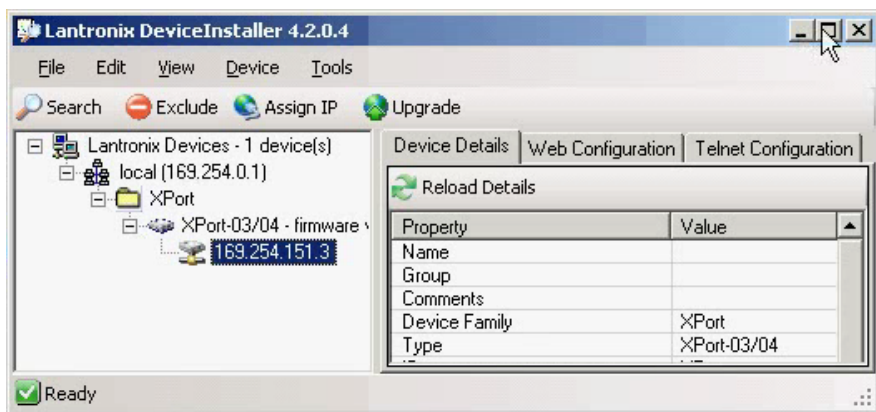 Lantronix DeviceInstaller 4.2.0.4
File Edit View Device Tools
Search Exclude Assign IP Upgrade
Lantronix Devices - 1 device(s)
local (169.254.0.1)
XPort
XPort-03/04 - firmware
169.254.151.3
Device Details Web Configuration Telnet Configuration
Reload Details
Property Value
Name
Group
Comments
Device Family XPort
Type XPort-03/04
Ready